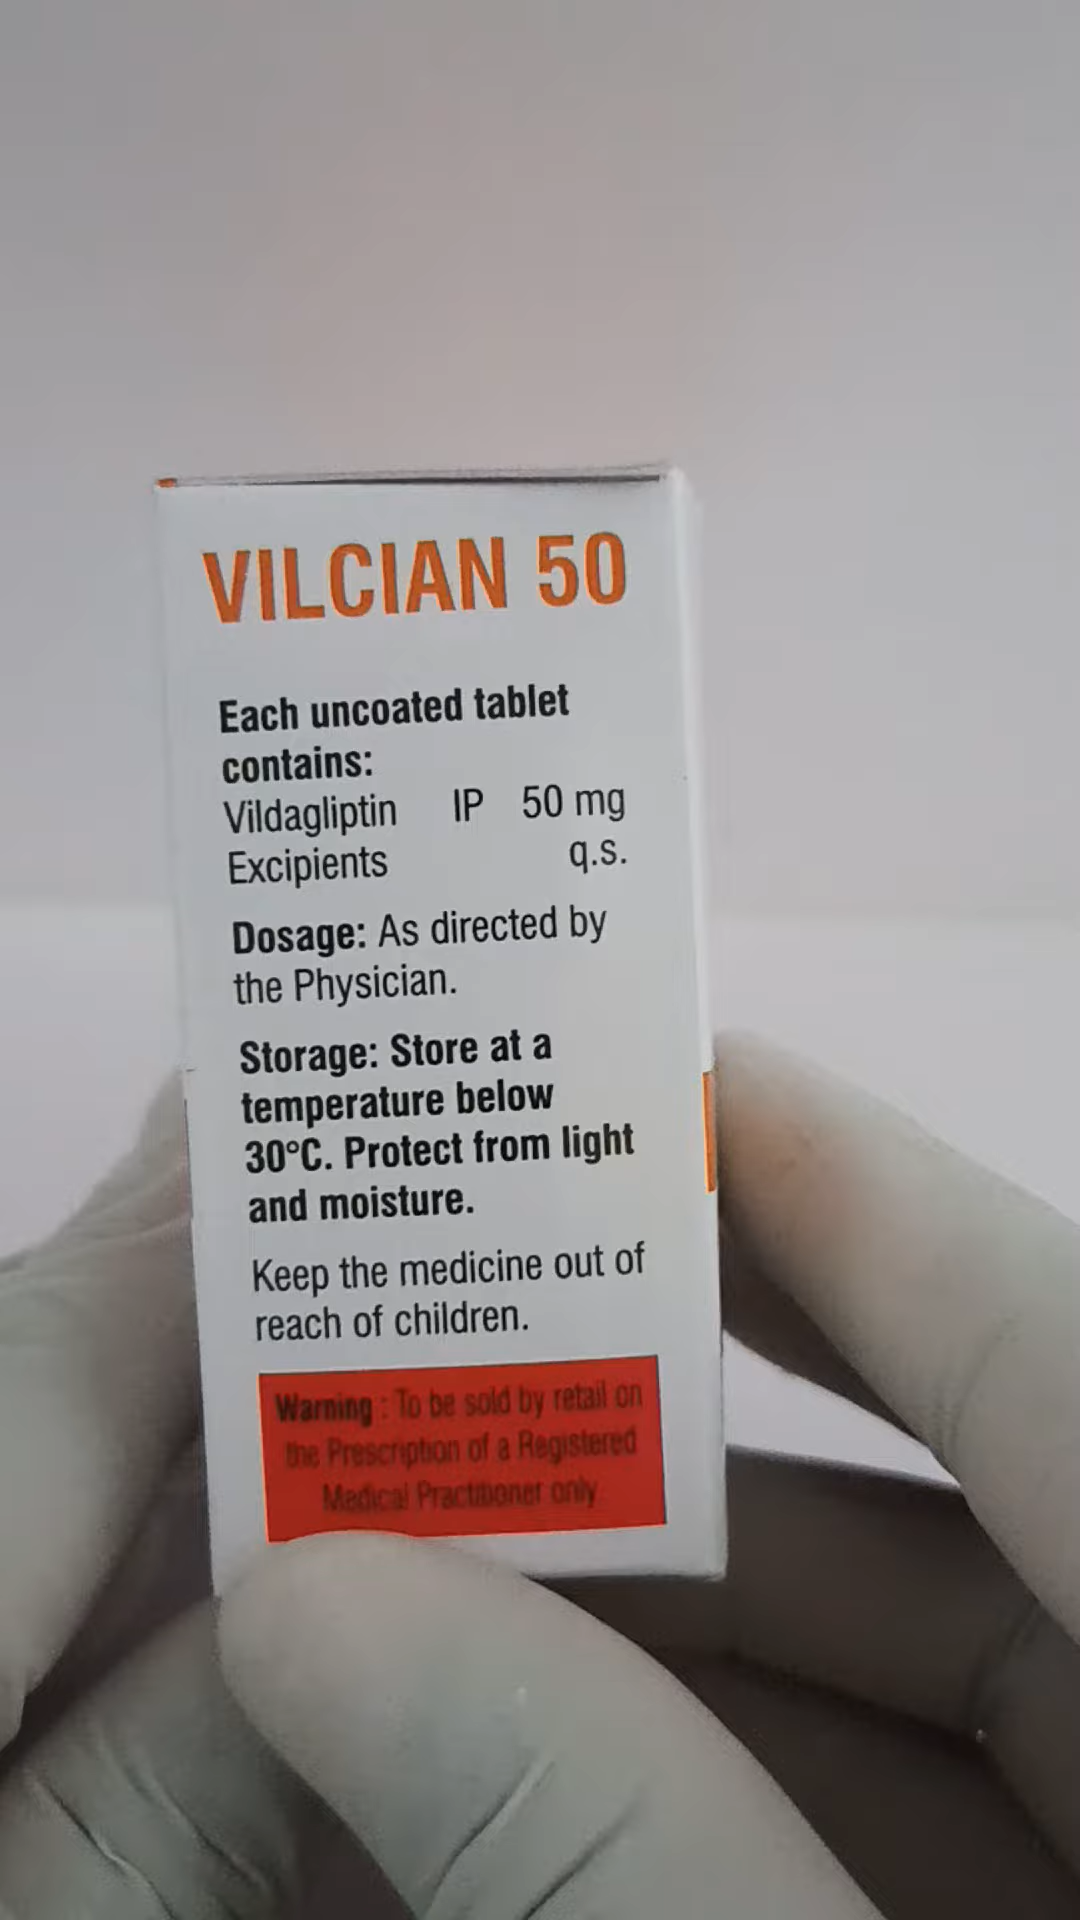 VILCIAN 50
Each uncoated tablet
contains:
Vildagliptin IP 50 mg
Excipients q.s.
Dosage: As directed by
the Physician.
Storage: Store at a
temperature below
30°C. Protect from light
and moisture.
Keep the medicine out of
reach of children.
Warning : To be sold by retail on
the Prescription of a Registered
Medical Practitioner only